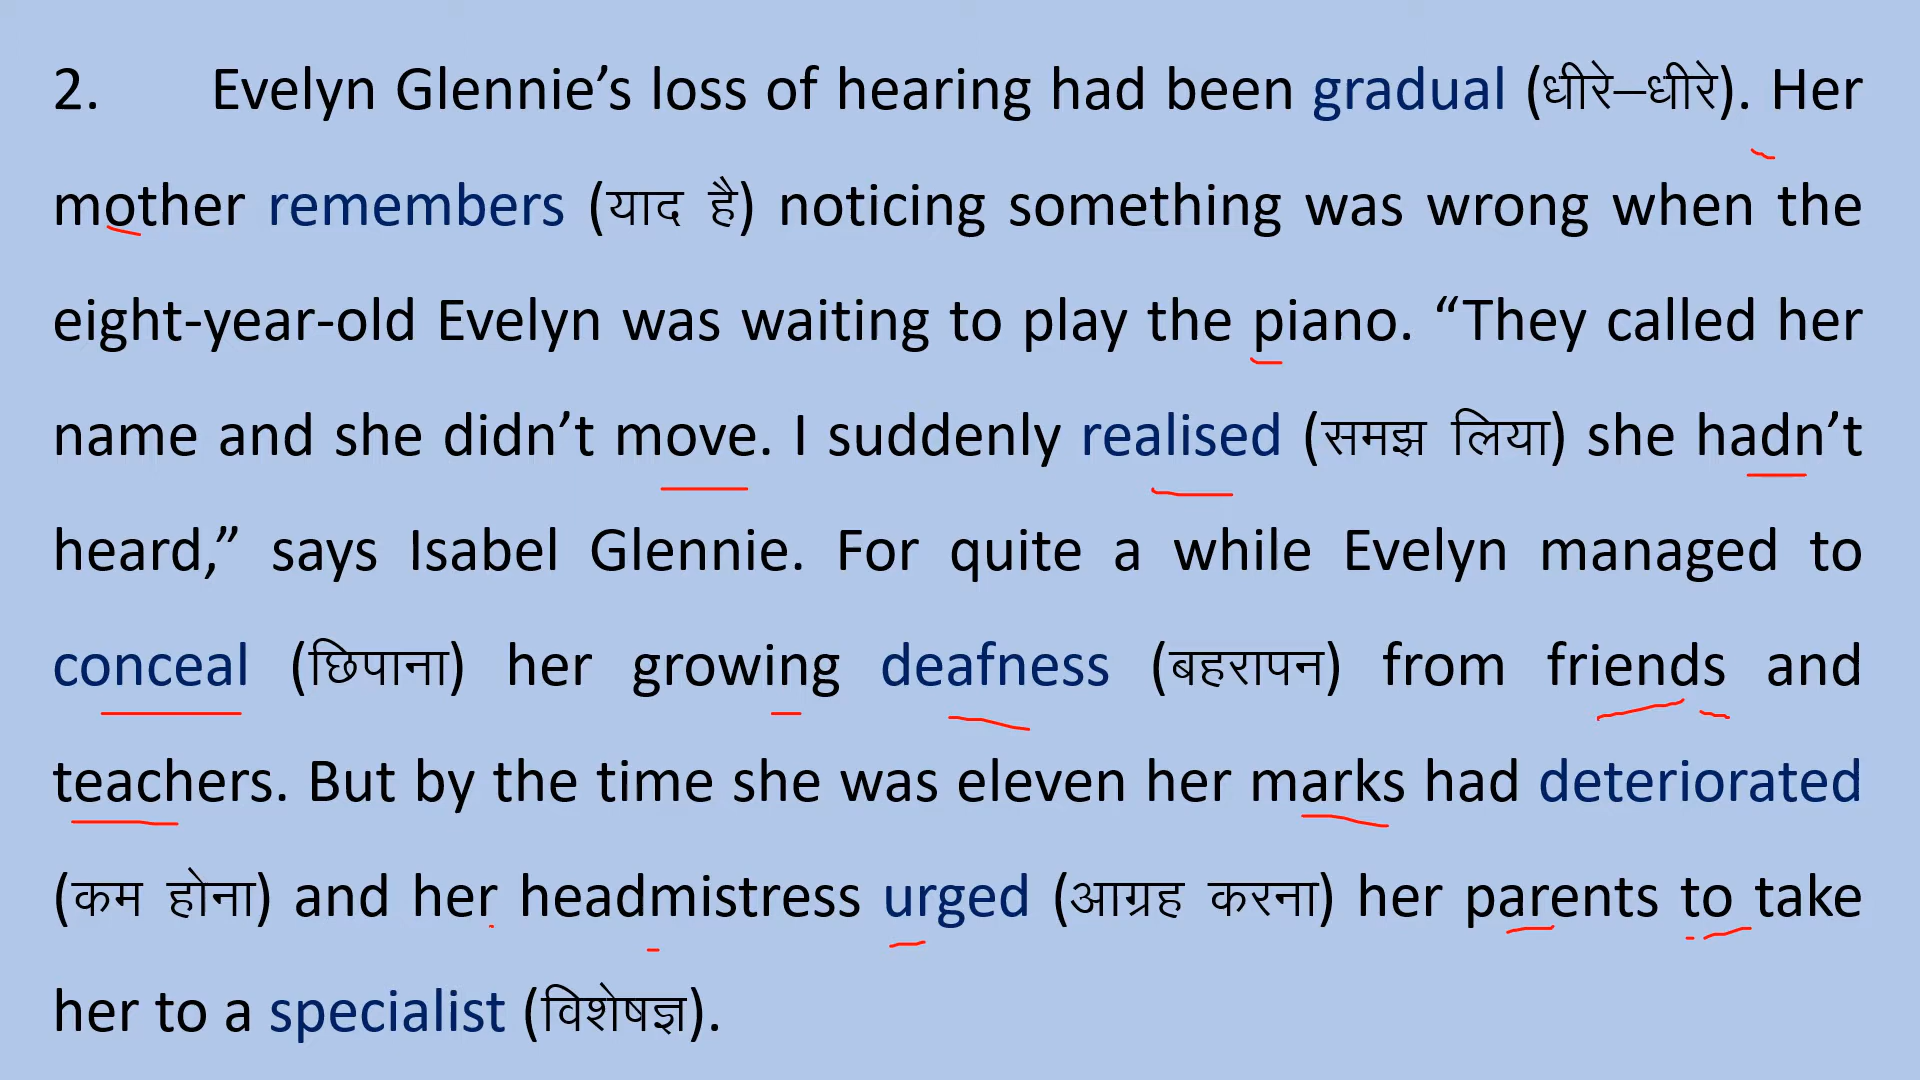 2. Evelyn Glennie’s loss of hearing had been gradual (धीरे–धीरे). Her
mother remembers (याद है) noticing something was wrong when the
eight-year-old Evelyn was waiting to play the piano. “They called her
name and she didn’t move. I suddenly realised (समझ लिया) she hadn’t
heard,” says Isabel Glennie. For quite a while Evelyn managed to
conceal (छिपाना) her growing deafness (बहरापन) from friends and
teachers. But by the time she was eleven her marks had deteriorated
(कम होना) and her headmistress urged (आग्रह करना) her parents to take
her to a specialist (विशेषज्ञ).